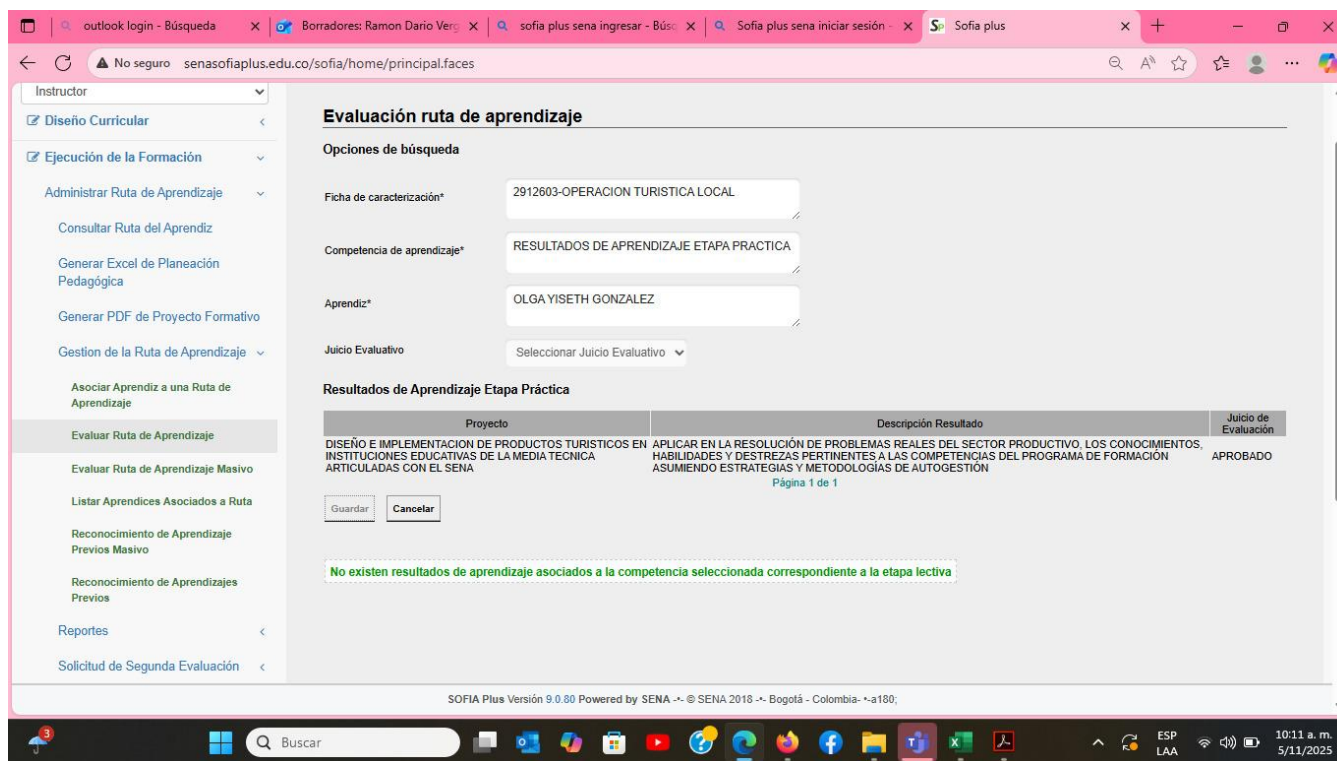 outlook login - Búsqueda
Borradores: Ramon Dario Verg
sofia plus sena ingresar - Búsq
Sofia plus sena iniciar sesión -
Sofia plus
No seguro senasofiaplus.edu.co/sofia/home/principal.faces
Instructor
Diseño Curricular
Ejecución de la Formación
Administrar Ruta de Aprendizaje
Consultar Ruta del Aprendiz
Generar Excel de Planeación
Pedagógica
Generar PDF de Proyecto Formativo
Gestion de la Ruta de Aprendizaje
Asociar Aprendiz a una Ruta de
Aprendizaje
Evaluar Ruta de Aprendizaje
Evaluar Ruta de Aprendizaje Masivo
Listar Aprendices Asociados a Ruta
Reconocimiento de Aprendizaje
Previos Masivo
Reconocimiento de Aprendizajes
Previos
Reportes
Solicitud de Segunda Evaluación
Evaluación ruta de aprendizaje
Opciones de búsqueda
Ficha de caracterización* 2912603-OPERACION TURISTICA LOCAL
Competencia de aprendizaje* RESULTADOS DE APRENDIZAJE ETAPA PRACTICA
Aprendiz* OLGA YISETH GONZALEZ
Juicio Evaluativo Seleccionar Juicio Evaluativo
Resultados de Aprendizaje Etapa Práctica
Proyecto Descripción Resultado Juicio de
Evaluación
DISEÑO E IMPLEMENTACION DE PRODUCTOS TURISTICOS EN
INSTITUCIONES EDUCATIVAS DE LA MEDIA TECNICA
ARTICULADAS CON EL SENA
APLICAR EN LA RESOLUCIÓN DE PROBLEMAS REALES DEL SECTOR PRODUCTIVO, LOS CONOCIMIENTOS,
HABILIDADES Y DESTREZAS PERTINENTES A LAS COMPETENCIAS DEL PROGRAMA DE FORMACIÓN
ASUMIENDO ESTRATEGIAS Y METODOLOGÍAS DE AUTOGESTIÓN
APROBADO
Página 1 de 1
Guardar Cancelar
No existen resultados de aprendizaje asociados a la competencia seleccionada correspondiente a la etapa lectiva
SOFIA Plus Versión 9.0.80 Powered by SENA -•- © SENA 2018 -•- Bogotá - Colombia- •-a180;
3
Buscar
ESP
LAA
10:11 a. m.
5/11/2025